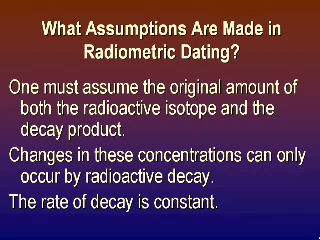 What Assumptions Are Made in
Radiometric Dating?
One must assume the original amount of
both the radioactive isotope and the
decay product.
Changes in these concentrations can only
occur by radioactive decay.
The rate of decay is constant.